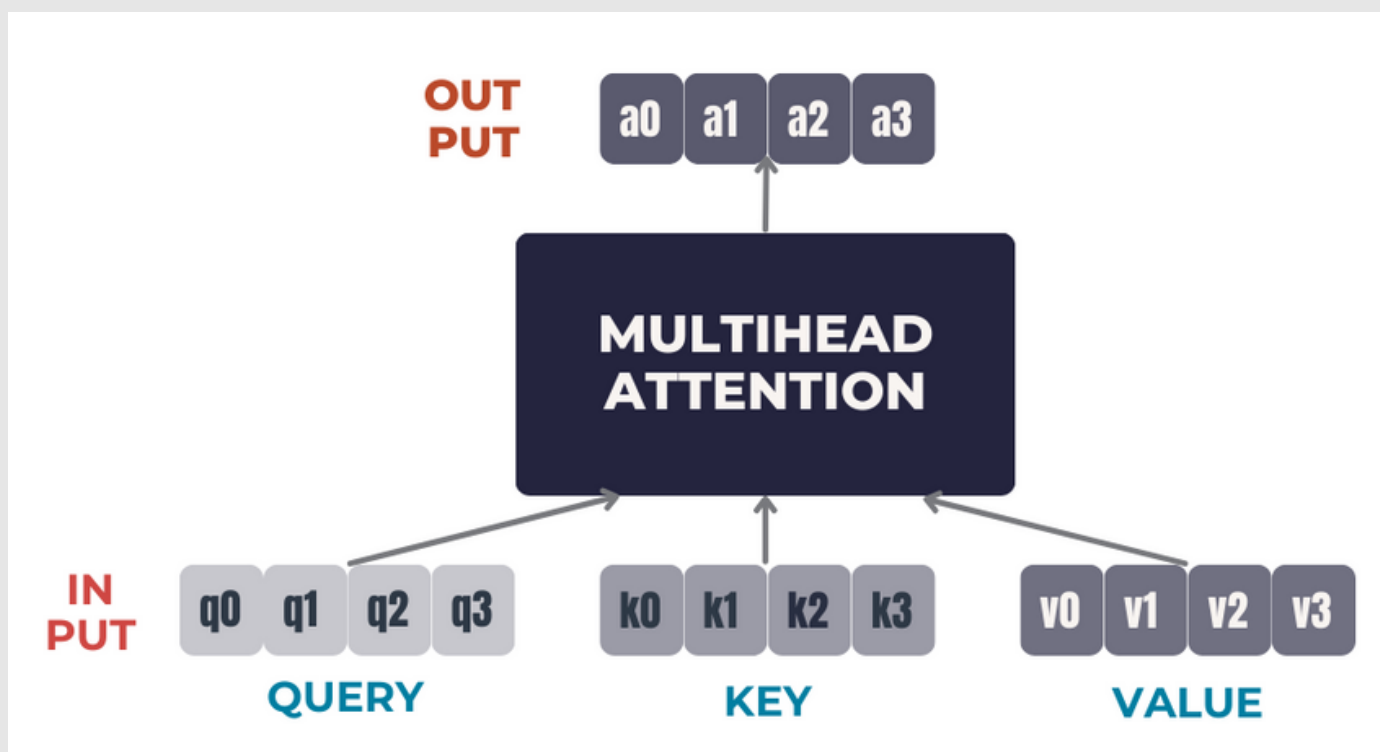 OUT
PUT
a0 a1 a2 a3
MULTIHEAD
ATTENTION
IN
PUT
q0 q1 q2 q3
k0 k1 k2 k3
v0 v1 v2 v3
QUERY
KEY
VALUE